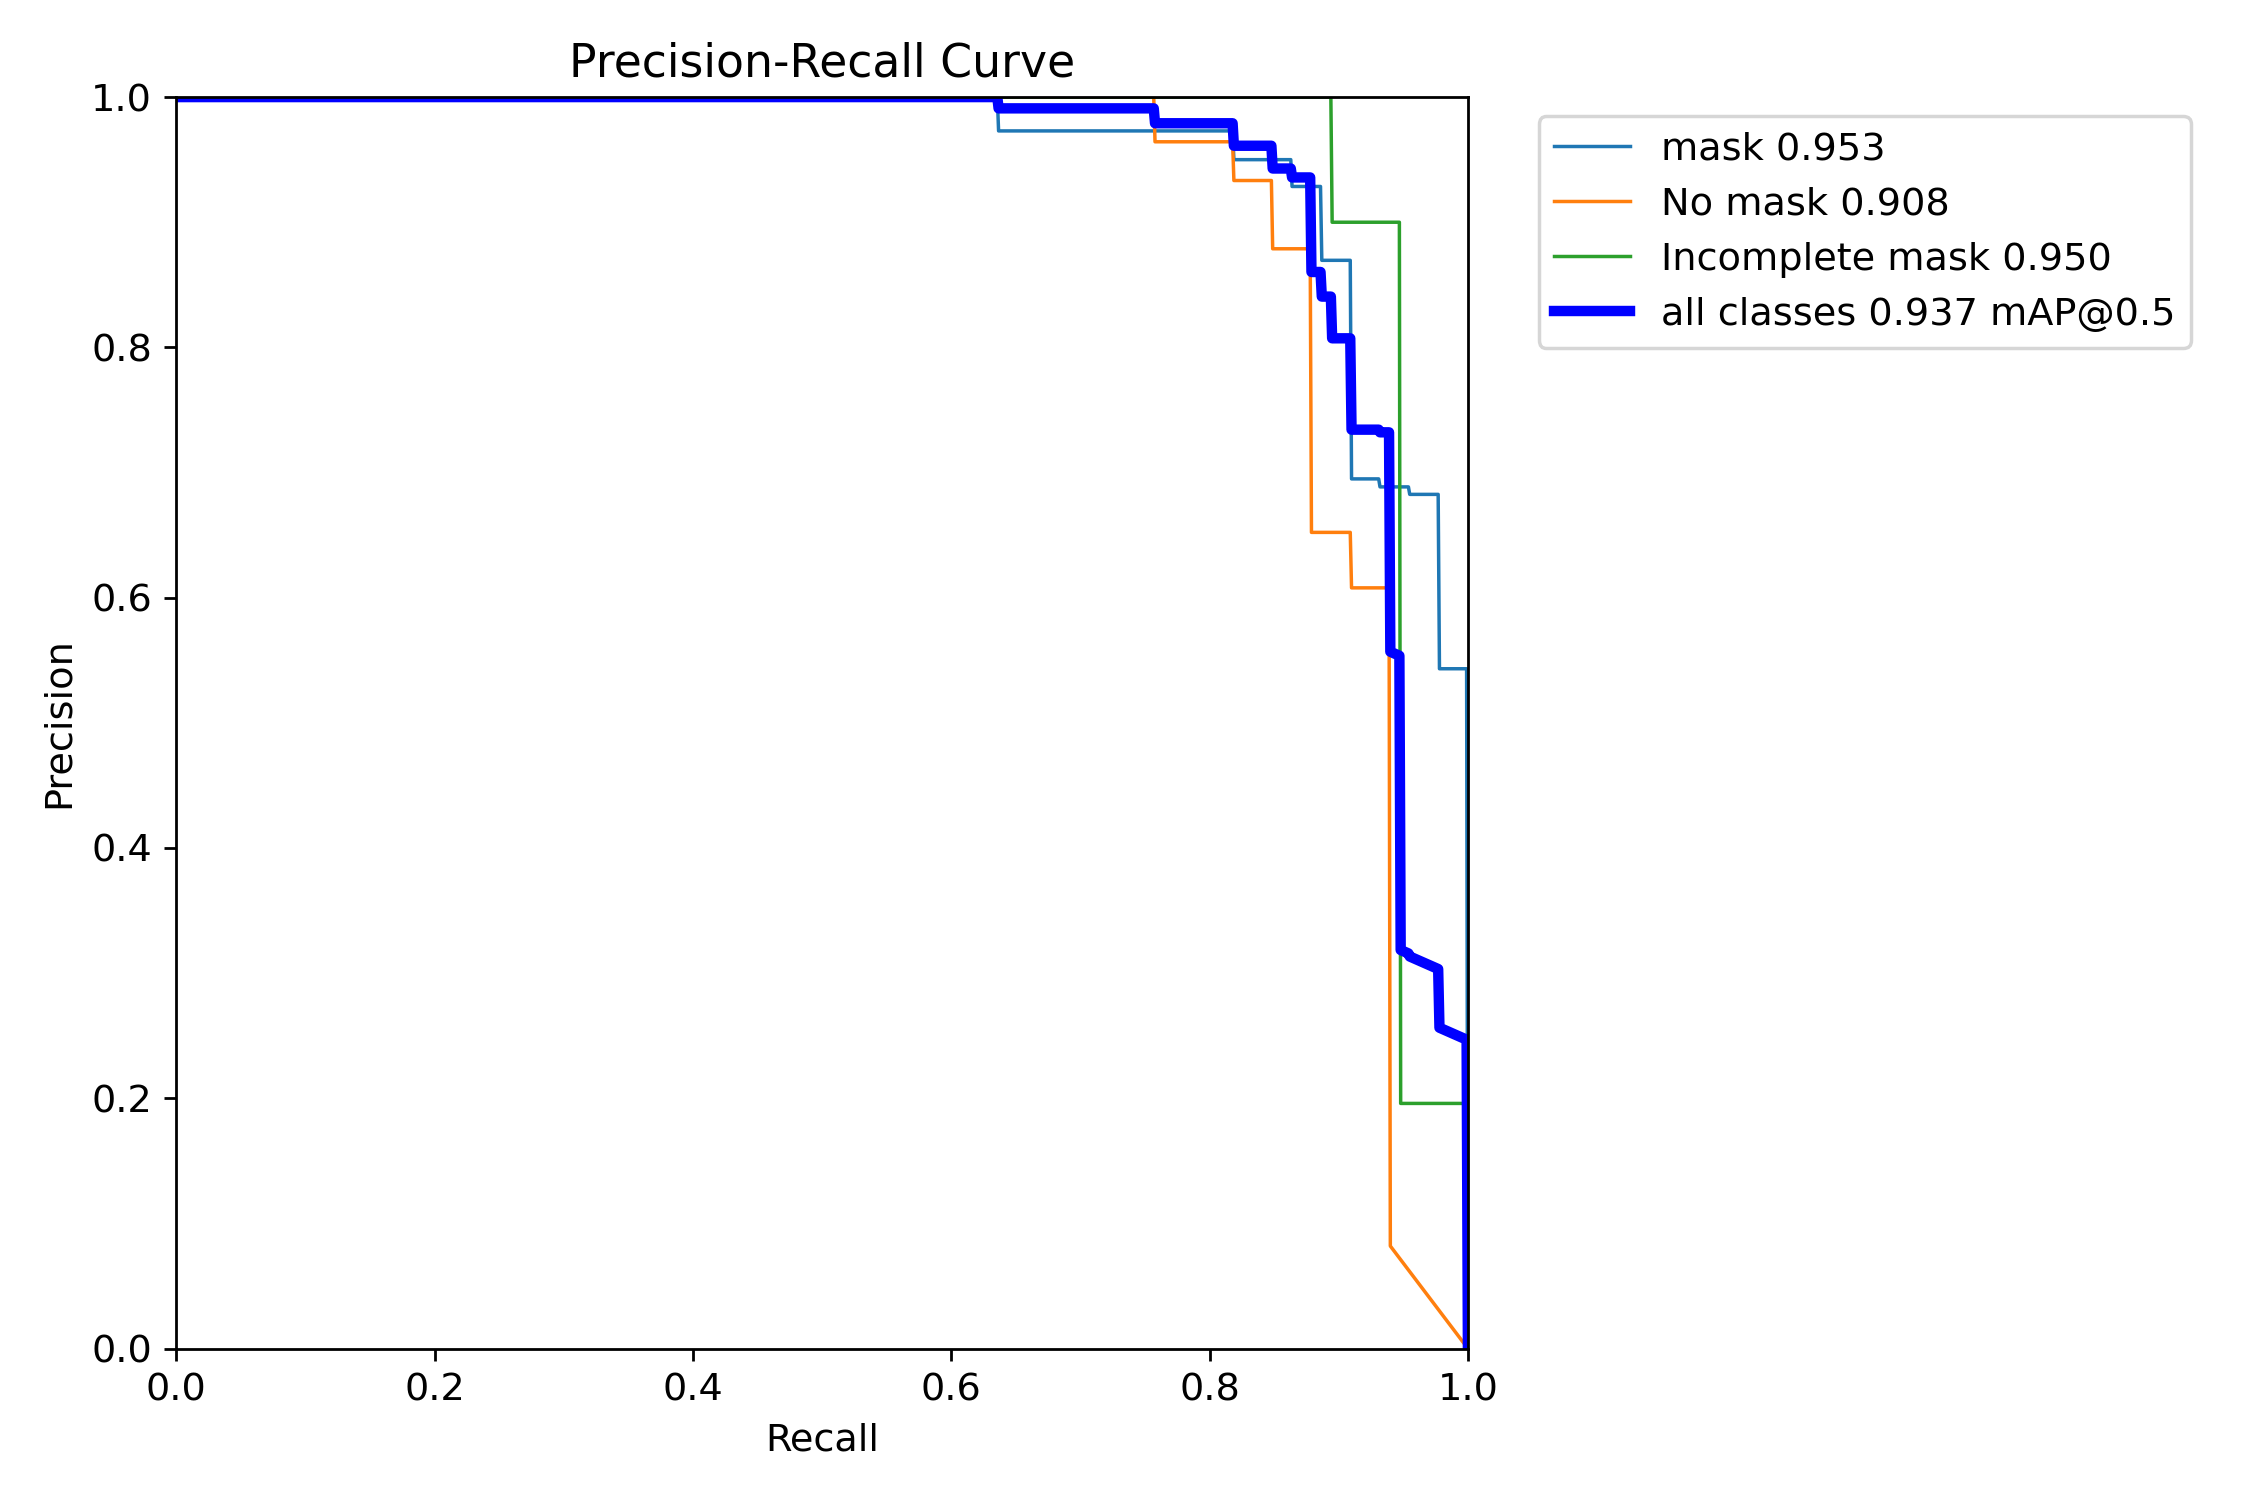 Precision-Recall Curve
1.0
0.8
0.6
0.4
0.2
0.0
Precision
0.0 0.2 0.4 0.6 0.8 1.0
Recall
mask 0.953
No mask 0.908
Incomplete mask 0.950
all classes 0.937 mAP@0.5